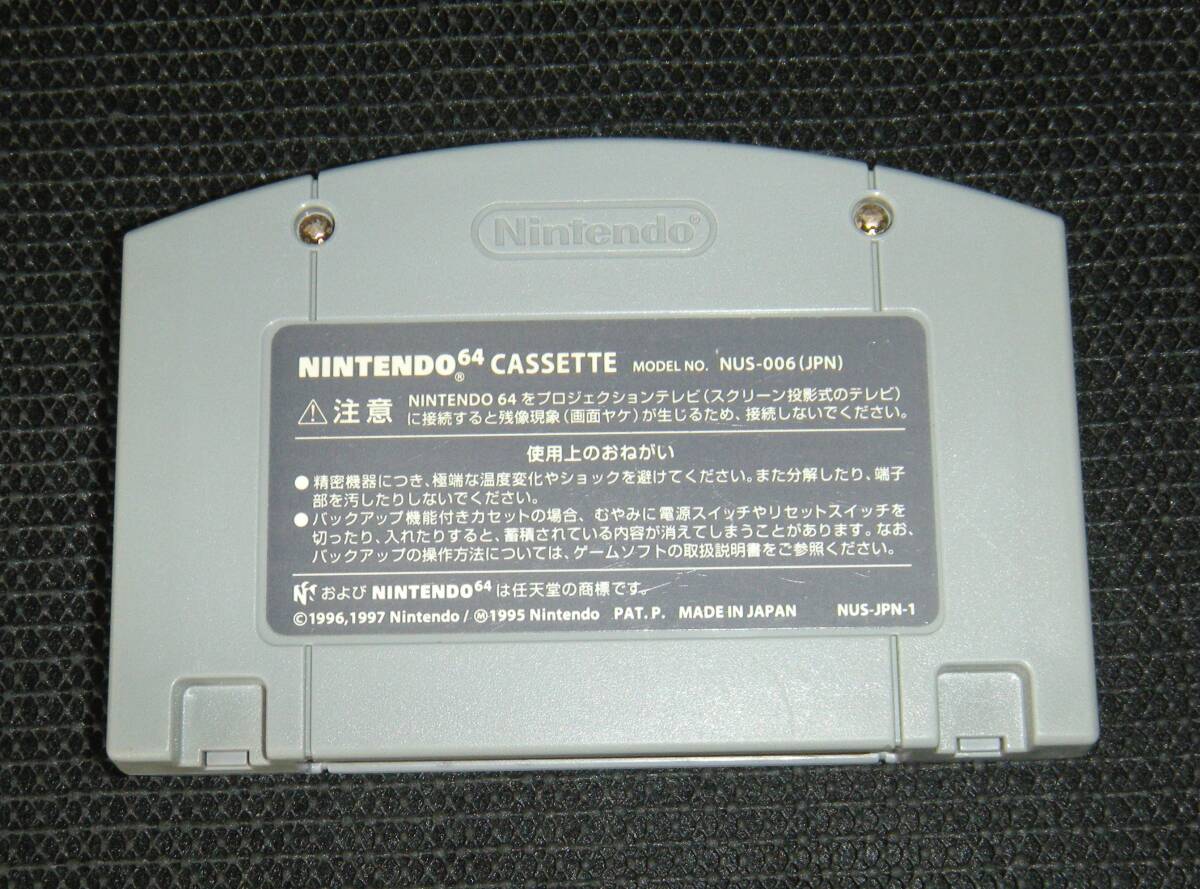 Nintendo®
NINTENDO64® CASSETTE MODEL NO. NUS-006(JPN)
⚠注意 NINTENDO 64をプロジェクションテレビ(スクリーン投影式のテレビ)
に接続すると残像現象(画面ヤケ)が生じるため、接続しないでください。
使用上のおねがい
●精密機器につき、極端な温度変化やショックを避けてください。また分解したり、端子
部を汚したりしないでください。
●バックアップ機能付きカセットの場合、むやみに電源スイッチやリセットスイッチを
切ったり、入れたりすると、蓄積されている内容が消えてしまうことがあります。なお、
バックアップの操作方法については、ゲームソフトの取扱説明書をご参照ください。
および NINTENDO64 は任天堂の商標です。
©1996,1997 Nintendo / Ⓜ1995 Nintendo PAT. P. MADE IN JAPAN NUS-JPN-1